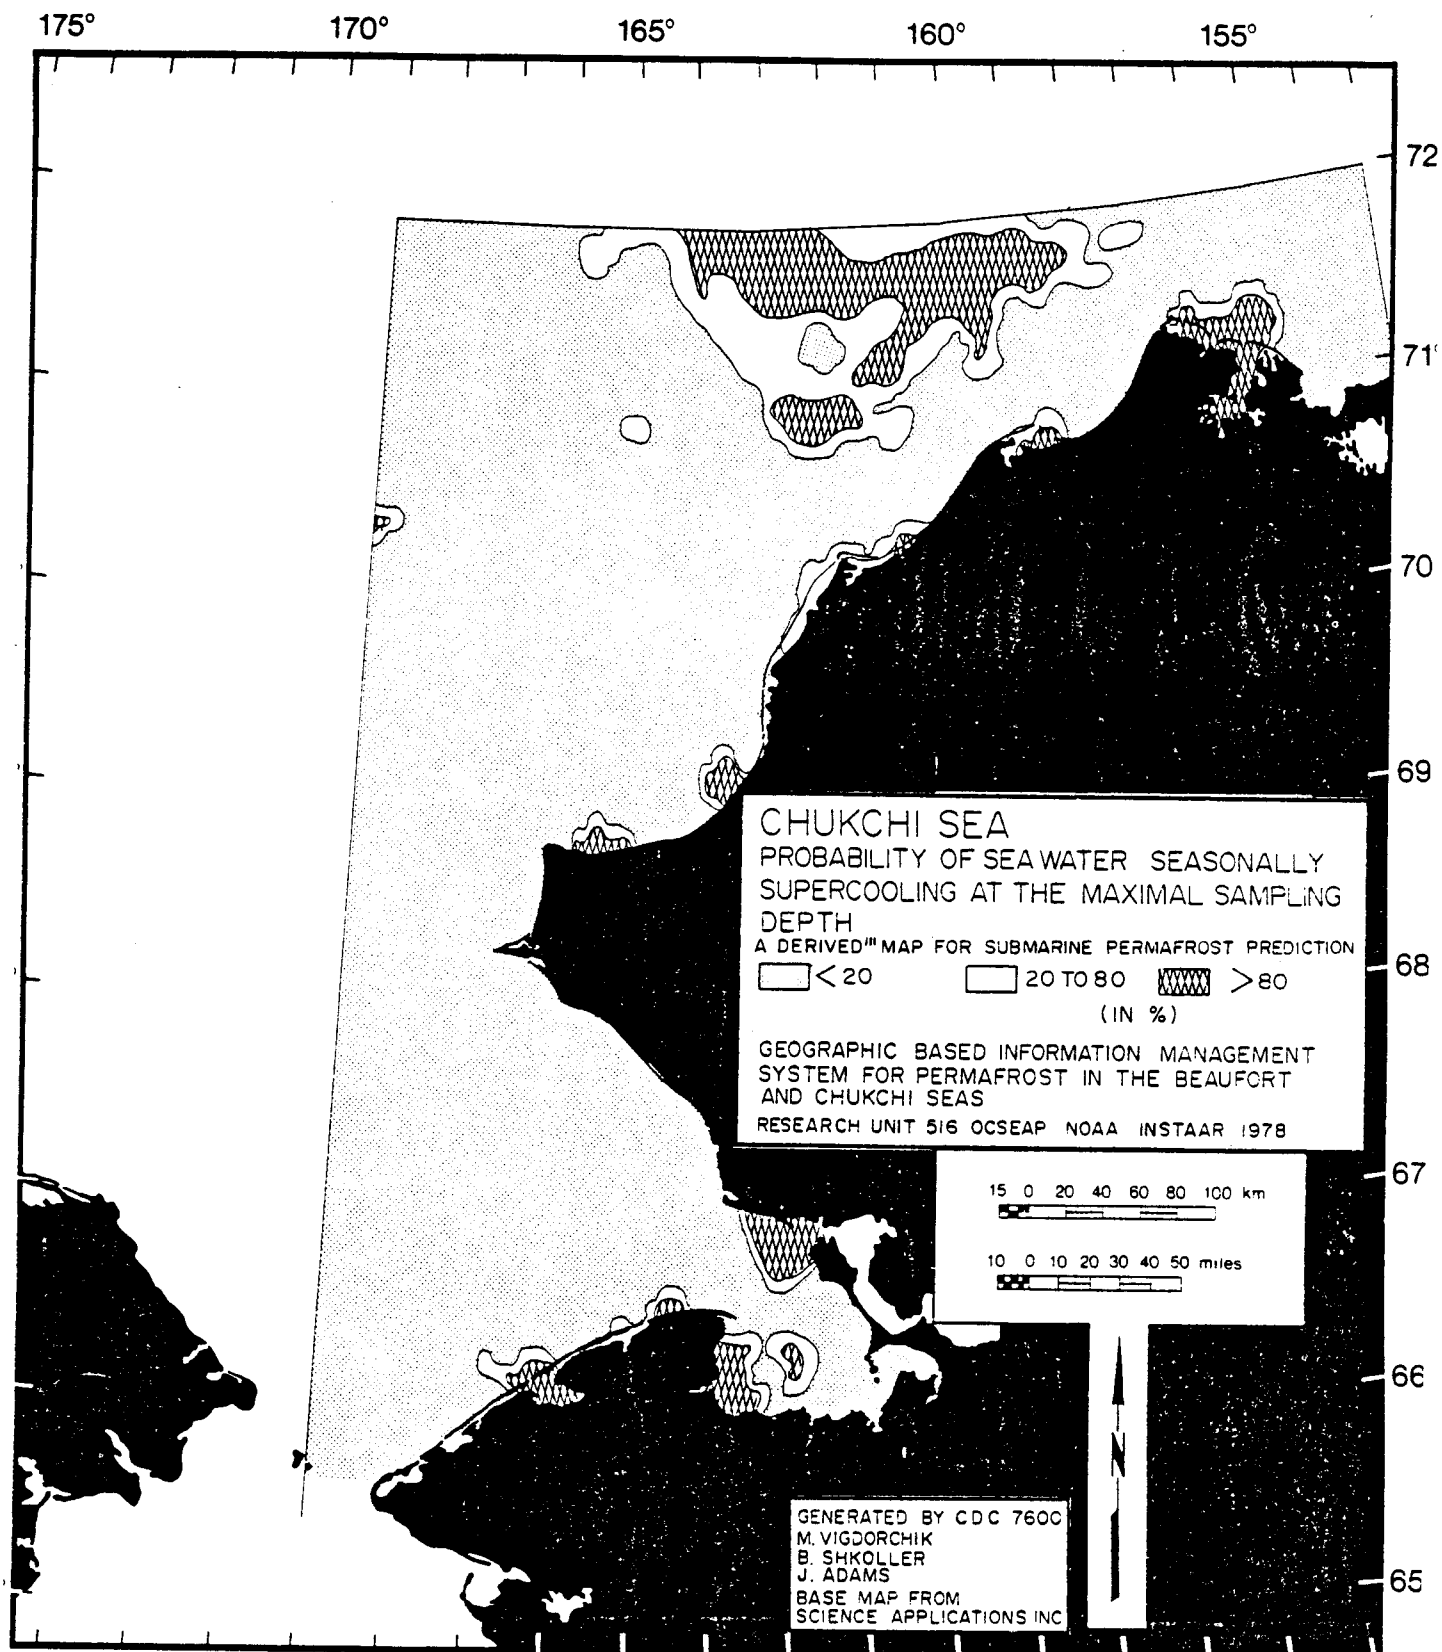 175° 170° 165° 160° 155°
72
71°
70
69
CHUKCHI SEA
PROBABILITY OF SEA WATER SEASONALLY
SUPERCOOLING AT THE MAXIMAL SAMPLING
DEPTH
A DERIVED''' MAP FOR SUBMARINE PERMAFROST PREDICTION
<20 20 TO 80 >80
(IN %)
68
GEOGRAPHIC BASED INFORMATION MANAGEMENT
SYSTEM FOR PERMAFROST IN THE BEAUFORT
AND CHUKCHI SEAS
RESEARCH UNIT 516 OCSEAP NOAA INSTAAR 1978
67
15 0 20 40 60 80 100 km
10 0 10 20 30 40 50 miles
66
N
GENERATED BY CDC 7600
M. VIGDORCHIK
B. SHKOLLER
J. ADAMS
BASE MAP FROM
SCIENCE APPLICATIONS INC
65